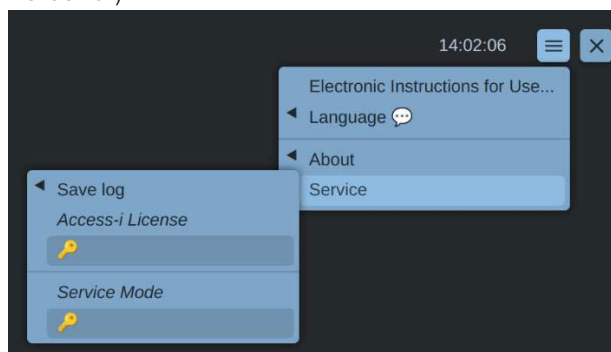 14:02:06
Electronic Instructions for Use...
Language 💬
About
Service
Save log
Access-i License
Service Mode